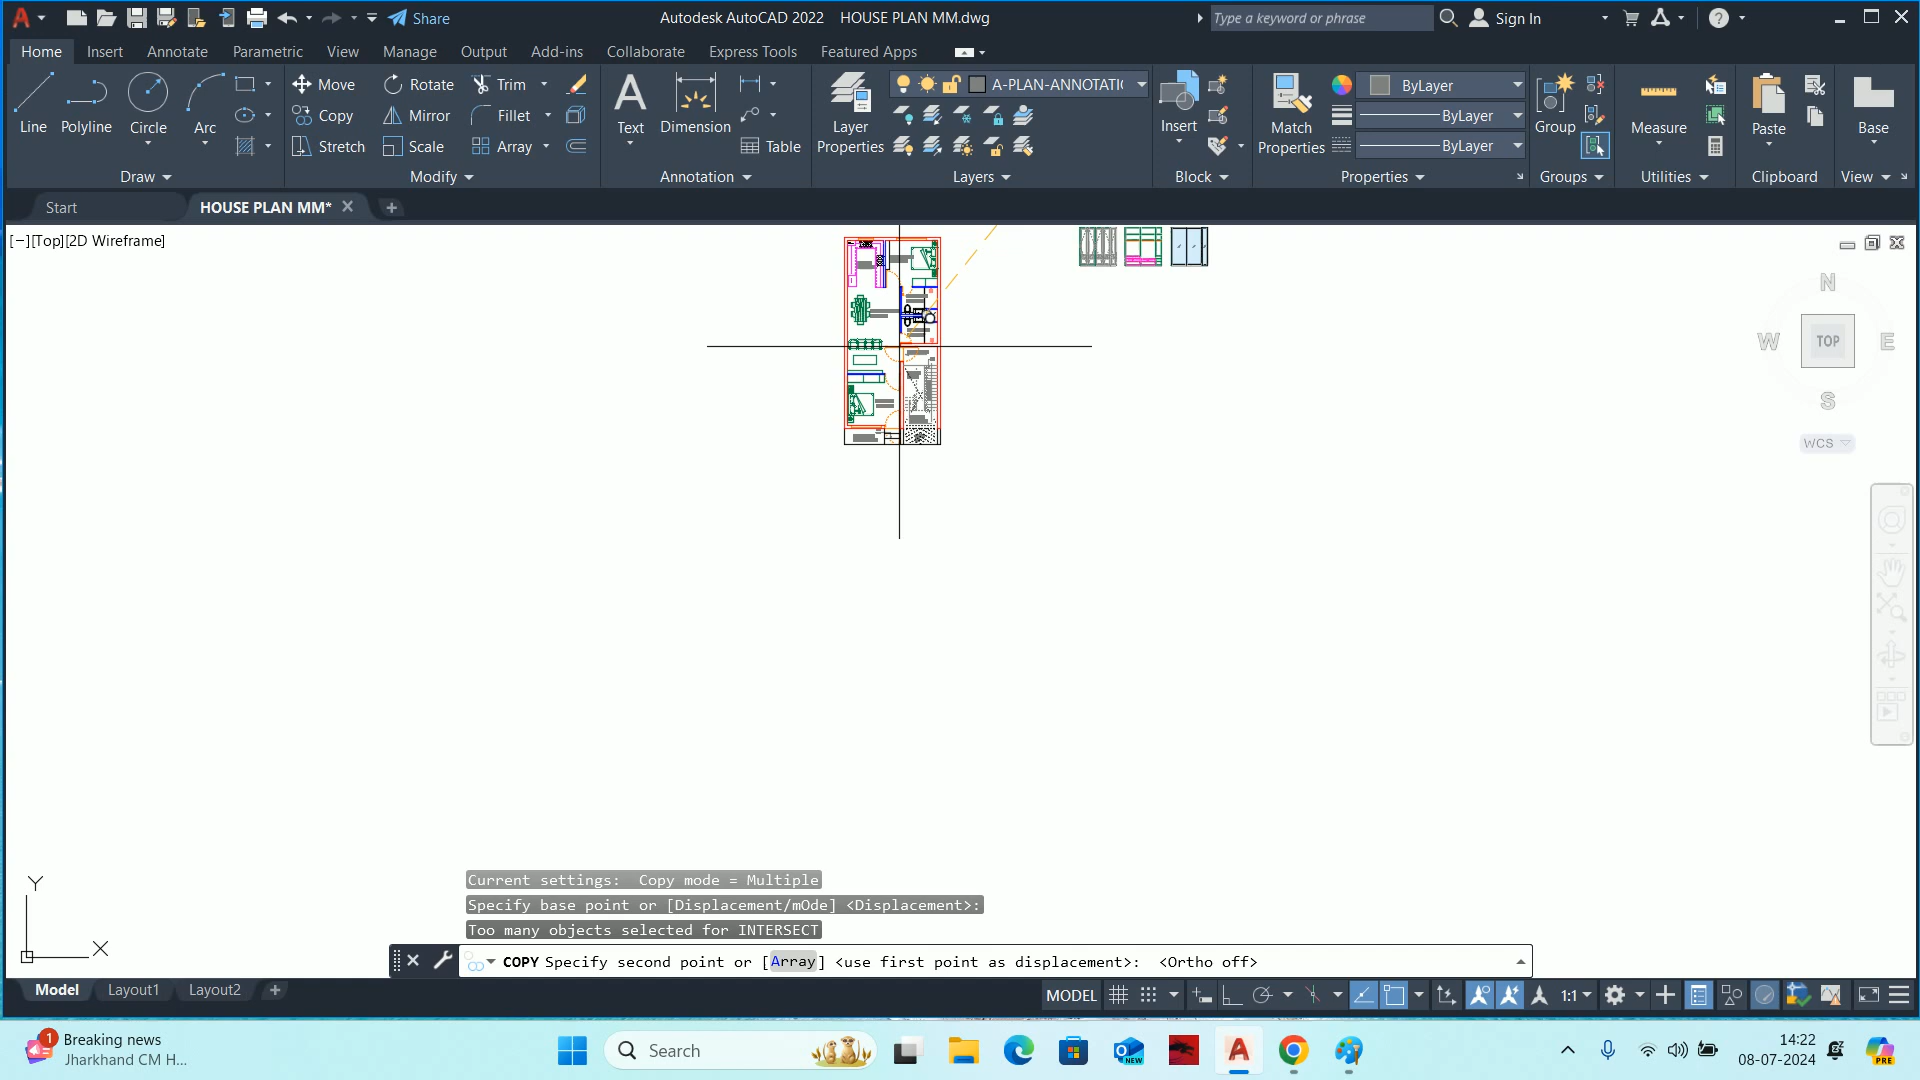 Share
Autodesk AutoCAD 2022 HOUSE PLAN MM.dwg
Type a keyword or phrase
Sign In
Home Insert Annotate Parametric View Manage Output Add-ins Collaborate Express Tools Featured Apps
Line
Polyline
Circle
Arc
Move
Rotate
Trim
Copy
Mirror
Fillet
Stretch
Scale
Array
Text
Dimension
Table
Layer
Properties
A-PLAN-ANNOTATI
Insert
Match
Properties
ByLayer
ByLayer
ByLayer
Group
Measure
Paste
Base
Draw
Modify
Annotation
Layers
Block
Properties
Groups
Utilities
Clipboard
View
Start
HOUSE PLAN MM*
[−][Top][2D Wireframe]
N
W
TOP
E
S
WCS
Y
X
Current settings:  Copy mode = Multiple
Specify base point or [Displacement/mOde] <Displacement>:
Too many objects selected for INTERSECT
COPY Specify second point or [Array] <use first point as displacement>:  <Ortho off>
Model
Layout1
Layout2
MODEL
1:1
1
Breaking news
Jharkhand CM H...
Search
NEW
14:22
08-07-2024
PRE